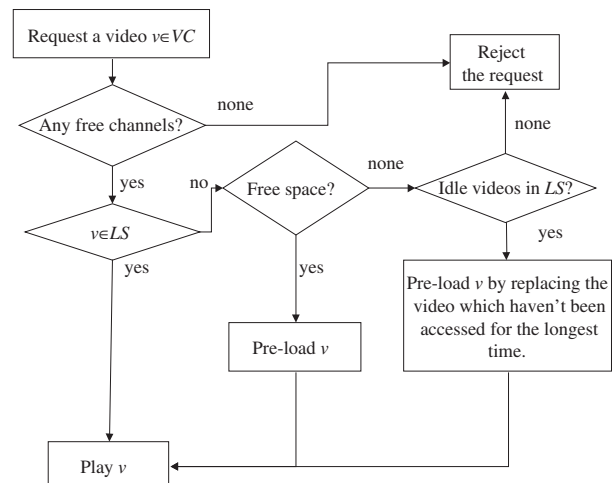 Request a video v∈VC
Reject
the request
none
Any free channels?
none
yes
no
Free space?
none
Idle videos in LS?
v∈LS
yes
yes
yes
Pre-load v by replacing the
video which haven't been
accessed for the longest
time.
Pre-load v
Play v